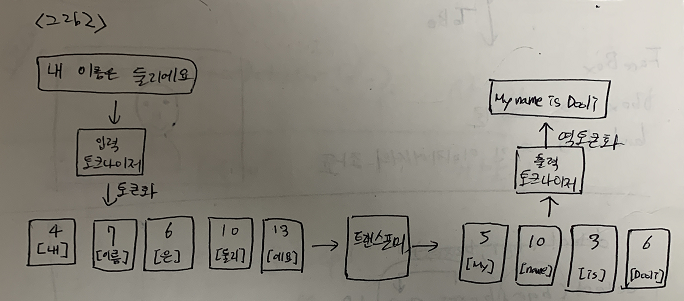 <그림2>
내 이름은 둘리에요
입력
토크나이저
토큰화
4
[내]
7
[이름]
6
[은]
10
[둘리]
13
[에요]
트랜스포머
5
[My]
10
[name]
3
[is]
6
[Dooli]
출력
토크나이저
역토큰화
My name is Dooli